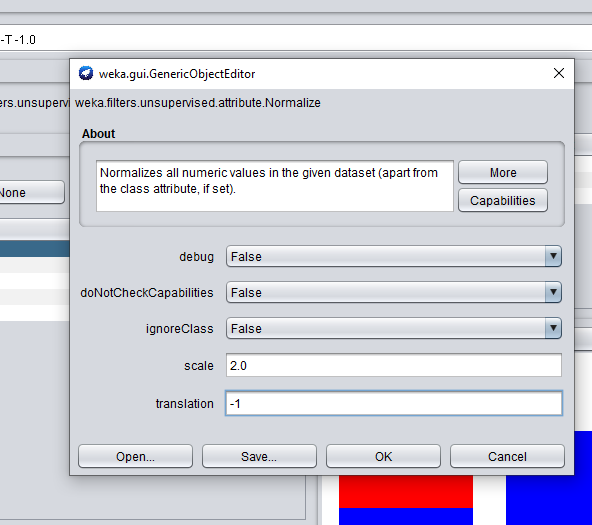 -T -1.0
weka.gui.GenericObjectEditor
ers.unsupervi
weka.filters.unsupervised.attribute.Normalize
About
Normalizes all numeric values in the given dataset (apart from
the class attribute, if set).
More
Capabilities
None
debug False
doNotCheckCapabilities False
ignoreClass False
scale 2.0
translation -1
Open... Save... OK Cancel